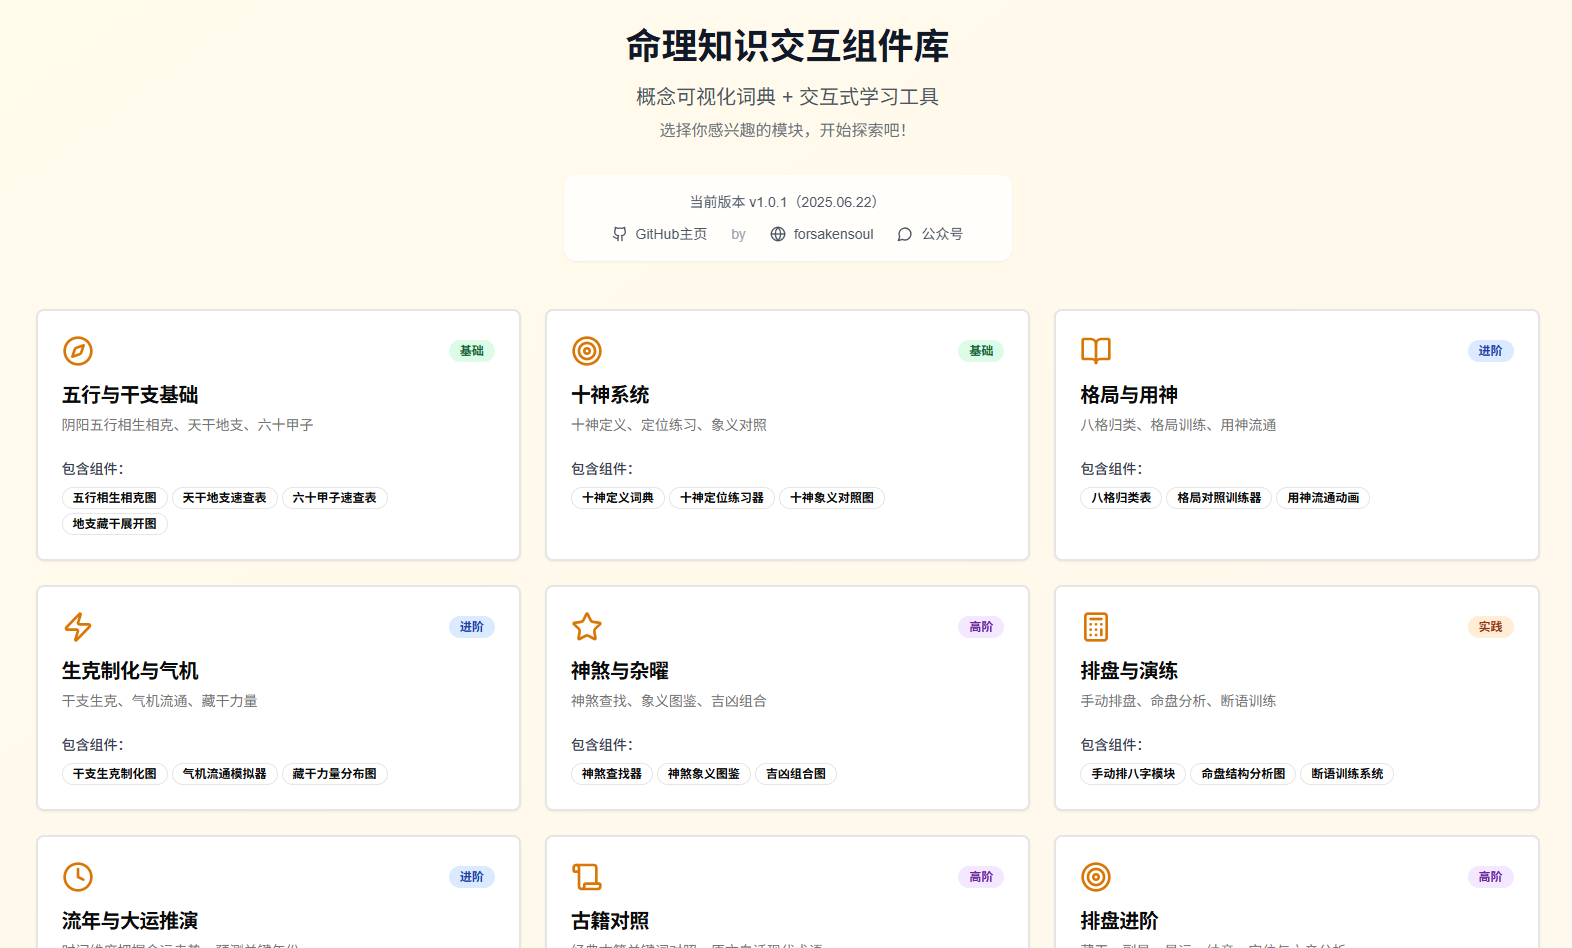 命理知识交互组件库
概念可视化词典 + 交互式学习工具
选择你感兴趣的模块，开始探索吧！
当前版本 v1.0.1（2025.06.22）
GitHub主页 by forsakensoul 公众号
基础
五行与干支基础
阴阳五行相生相克、天干地支、六十甲子
包含组件：
五行相生相克图 天干地支速查表 六十甲子速查表
地支藏干展开图
基础
十神系统
十神定义、定位练习、象义对照
包含组件：
十神定义词典 十神定位练习器 十神象义对照图
进阶
格局与用神
八格归类、格局训练、用神流通
包含组件：
八格归类表 格局对照训练器 用神流通动画
进阶
生克制化与气机
干支生克、气机流通、藏干力量
包含组件：
干支生克制化图 气机流通模拟器 藏干力量分布图
高阶
神煞与杂曜
神煞查找、象义图鉴、吉凶组合
包含组件：
神煞查找器 神煞象义图鉴 吉凶组合图
实践
排盘与演练
手动排盘、命盘分析、断语训练
包含组件：
手动排八字模块 命盘结构分析图 断语训练系统
进阶
流年与大运推演
高阶
古籍对照
高阶
排盘进阶